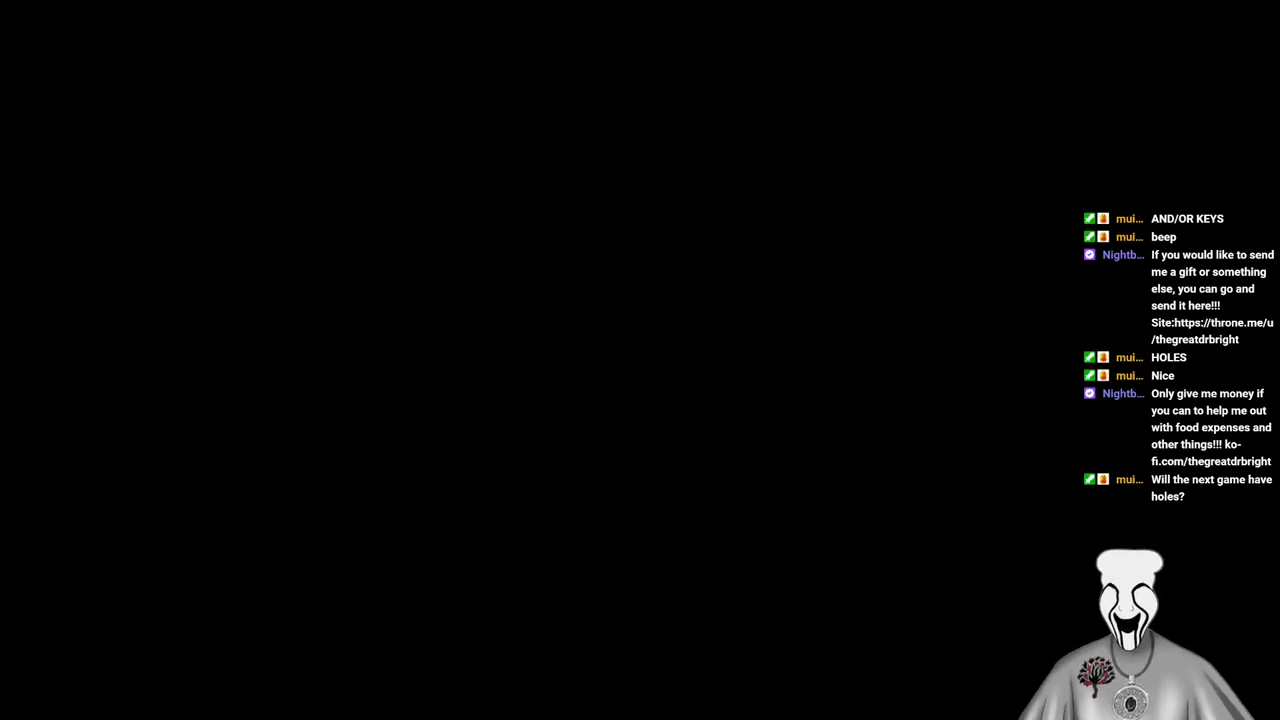 mui... AND/OR KEYS
mui... beep
Nightb... If you would like to send
me a gift or something
else, you can go and
send it here!!!
Site:https://throne.me/u
/thegreatdrbright
mui... HOLES
mui... Nice
Nightb... Only give me money if
you can to help me out
with food expenses and
other things!!! ko-
fi.com/thegreatdrbright
mui... Will the next game have
holes?